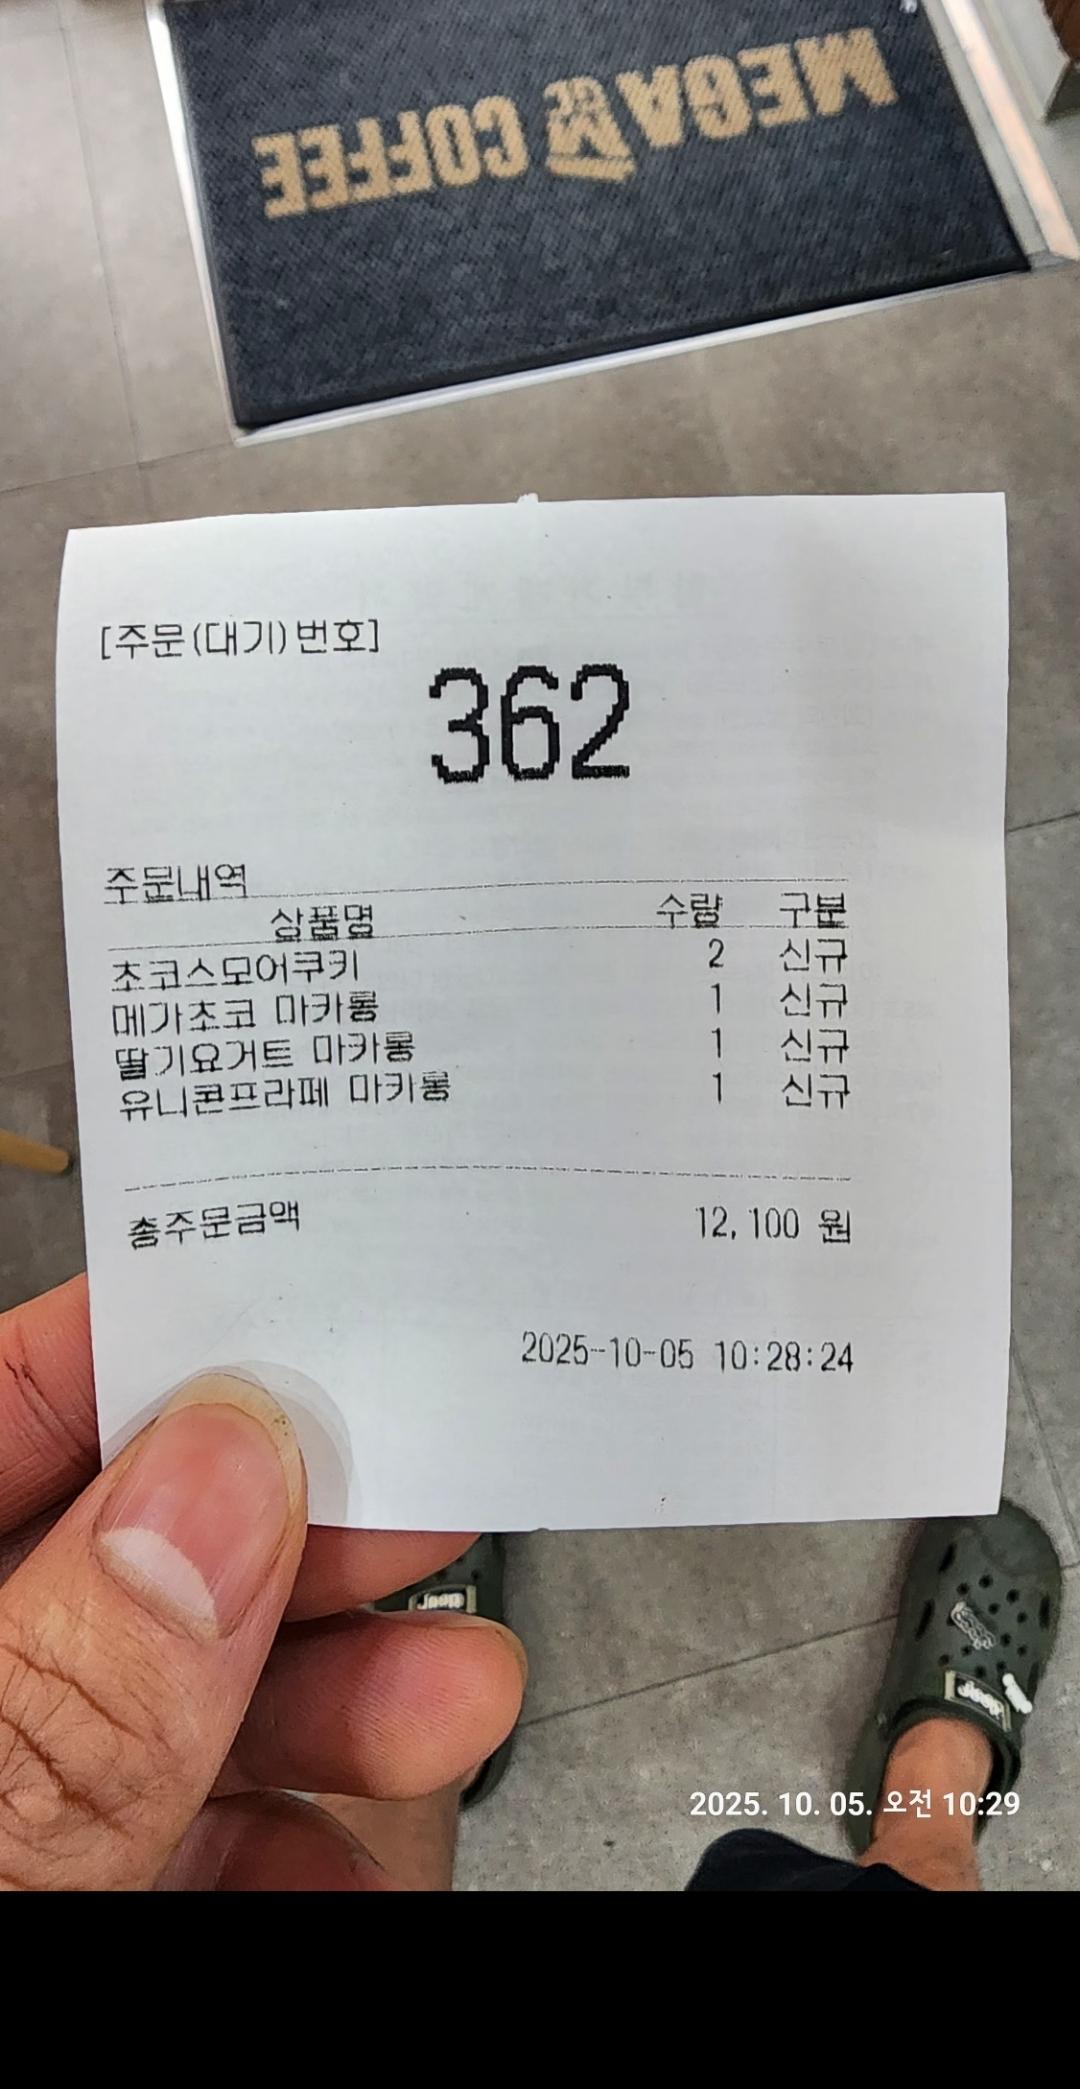 MEGA MGC COFFEE
[주문(대기)번호]
362
주문내역
상품명 수량 구분
초코스모어쿠키 2 신규
메가초코 마카롱 1 신규
딸기요거트 마카롱 1 신규
유니콘프라페 마카롱 1 신규
총주문금액 12,100 원
2025-10-05 10:28:24
Jeep
Jeep
2025. 10. 05. 오전 10:29